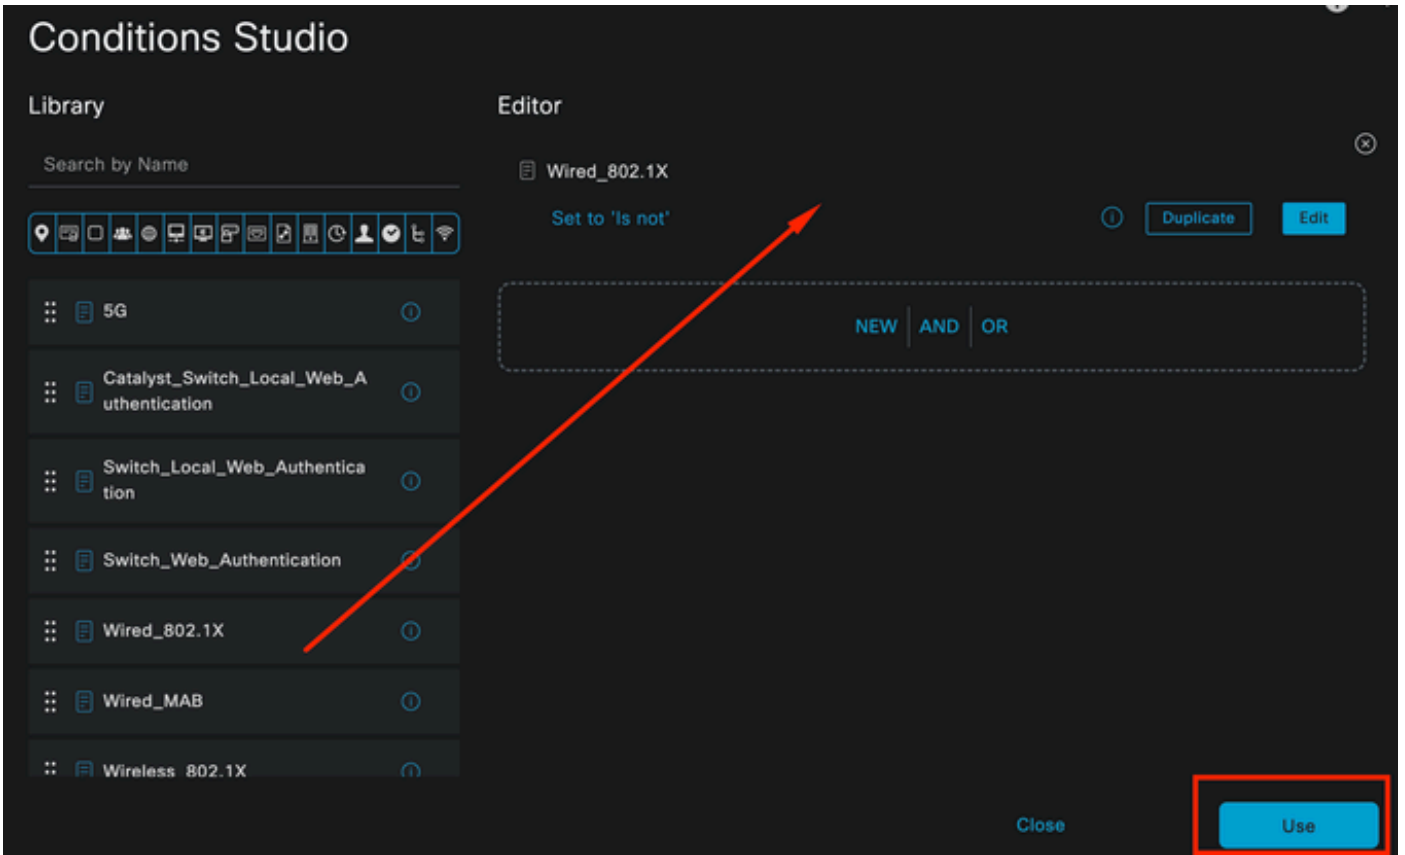 Conditions Studio
Library
Search by Name
5G
Catalyst_Switch_Local_Web_A
uthentication
Switch_Local_Web_Authentica
tion
Switch_Web_Authentication
Wired_802.1X
Wired_MAB
Wireless_802.1X
Editor
Wired_802.1X
Set to 'Is not'
Duplicate
Edit
NEW AND OR
Close
Use